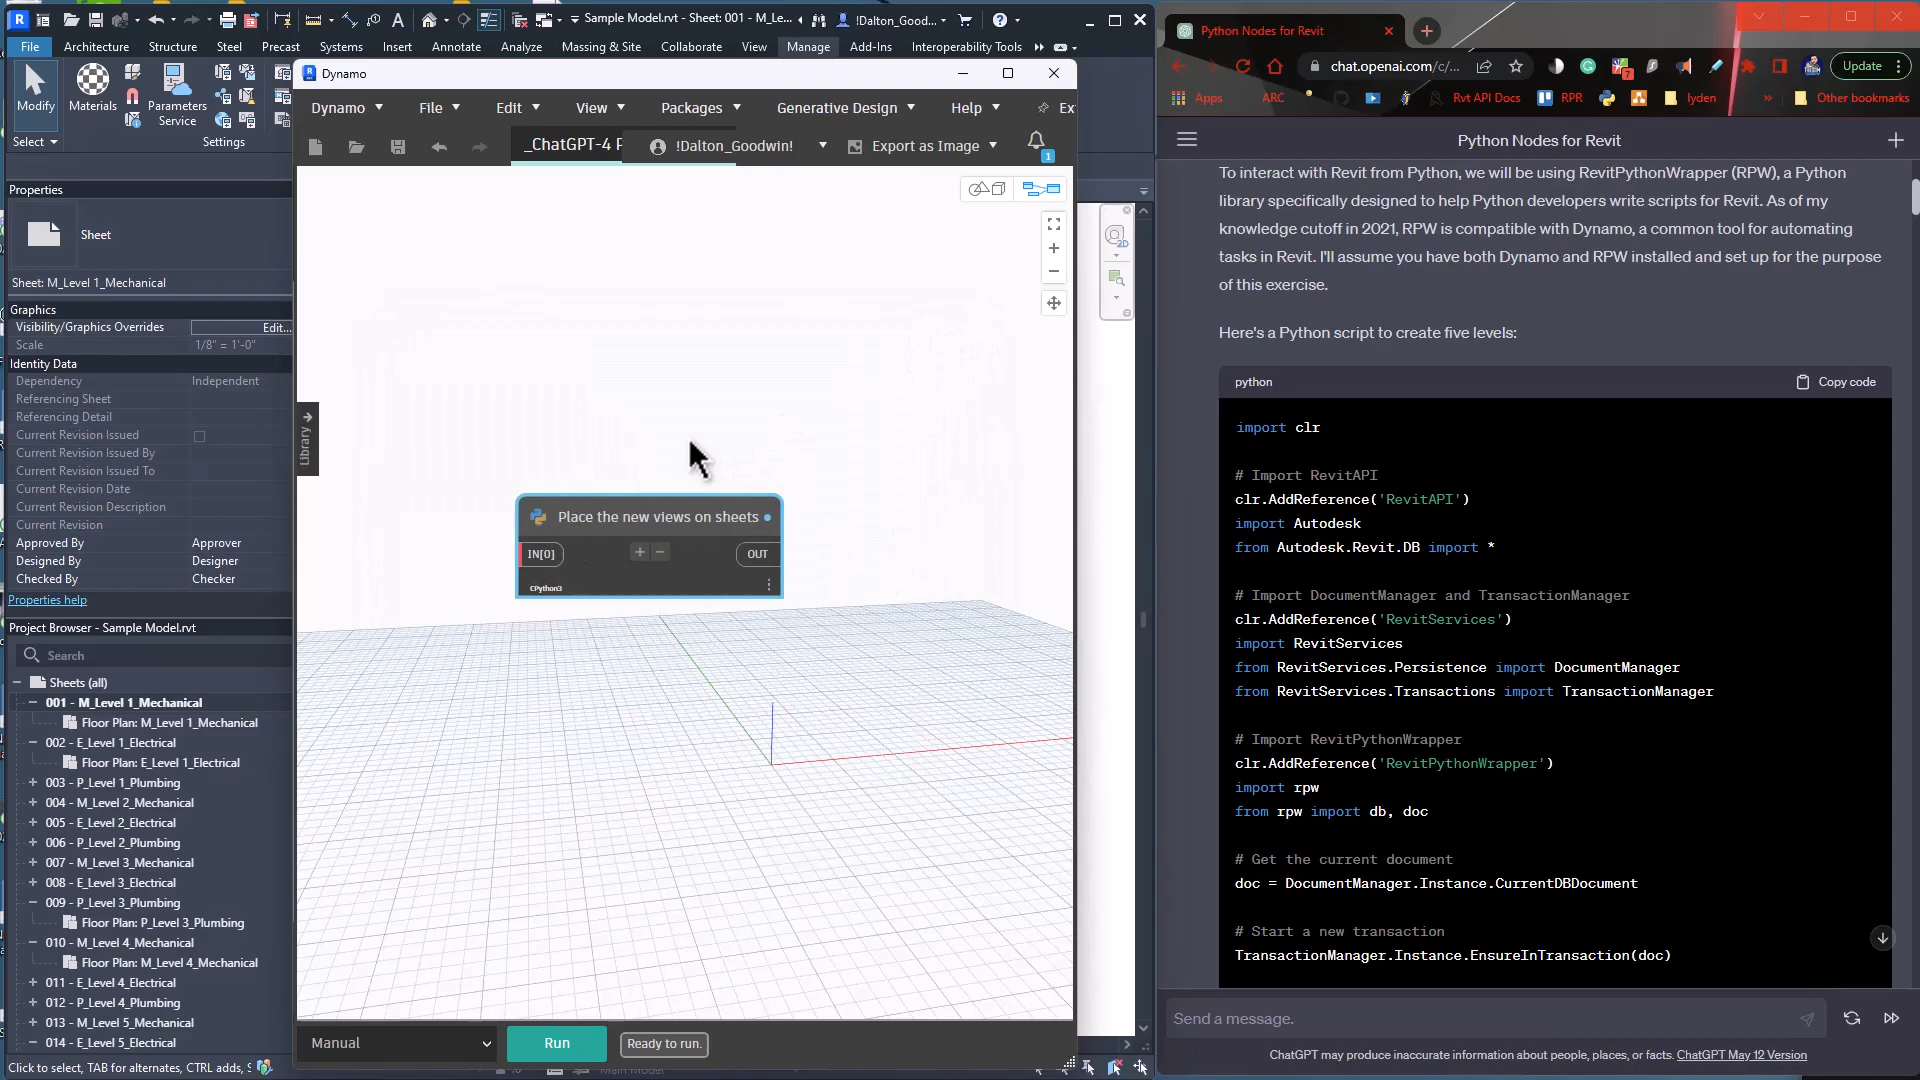 Sample Model.rvt - Sheet: 001 - M_Le...
!Dalton_Good...
File
Architecture
Structure
Steel
Precast
Systems
Insert
Annotate
Analyze
Massing & Site
Collaborate
View
Manage
Add-Ins
Interoperability Tools
Modify
Materials
Parameters
Service
Select
Settings
Properties
Sheet
Sheet: M_Level 1_Mechanical
Graphics
Visibility/Graphics Overrides Edit...
Scale 1/8" = 1'-0"
Identity Data
Dependency Independent
Referencing Sheet
Referencing Detail
Current Revision Issued
Current Revision Issued By
Current Revision Issued To
Current Revision Date
Current Revision Description
Current Revision
Approved By Approver
Designed By Designer
Checked By Checker
Properties help
Project Browser - Sample Model.rvt
Search
Sheets (all)
001 - M_Level 1_Mechanical
Floor Plan: M_Level 1_Mechanical
002 - E_Level 1_Electrical
Floor Plan: E_Level 1_Electrical
003 - P_Level 1_Plumbing
004 - M_Level 2_Mechanical
005 - E_Level 2_Electrical
006 - P_Level 2_Plumbing
007 - M_Level 3_Mechanical
008 - E_Level 3_Electrical
009 - P_Level 3_Plumbing
Floor Plan: P_Level 3_Plumbing
010 - M_Level 4_Mechanical
Floor Plan: M_Level 4_Mechanical
011 - E_Level 4_Electrical
012 - P_Level 4_Plumbing
013 - M_Level 5_Mechanical
014 - E_Level 5_Electrical
Click to select, TAB for alternates, CTRL adds, S
Main Model
Dynamo
Dynamo
File
Edit
View
Packages
Generative Design
Help
Ex
_ChatGPT-4 P
!Dalton_Goodwin!
Export as Image
1
2D
Library
Place the new views on sheets
IN[0]
+ −
OUT
CPython3
Manual
Run
Ready to run.
Python Nodes for Revit
chat.openai.com/c/...
7
Update
Apps
ARC
Rvt API Docs
RPR
lyden
Other bookmarks
Python Nodes for Revit
To interact with Revit from Python, we will be using RevitPythonWrapper (RPW), a Python
library specifically designed to help Python developers write scripts for Revit. As of my
knowledge cutoff in 2021, RPW is compatible with Dynamo, a common tool for automating
tasks in Revit. I'll assume you have both Dynamo and RPW installed and set up for the purpose
of this exercise.
Here's a Python script to create five levels:
python
Copy code
import clr
# Import RevitAPI
clr.AddReference('RevitAPI')
import Autodesk
from Autodesk.Revit.DB import *
# Import DocumentManager and TransactionManager
clr.AddReference('RevitServices')
import RevitServices
from RevitServices.Persistence import DocumentManager
from RevitServices.Transactions import TransactionManager
# Import RevitPythonWrapper
clr.AddReference('RevitPythonWrapper')
import rpw
from rpw import db, doc
# Get the current document
doc = DocumentManager.Instance.CurrentDBDocument
# Start a new transaction
TransactionManager.Instance.EnsureInTransaction(doc)
Send a message.
ChatGPT may produce inaccurate information about people, places, or facts. ChatGPT May 12 Version